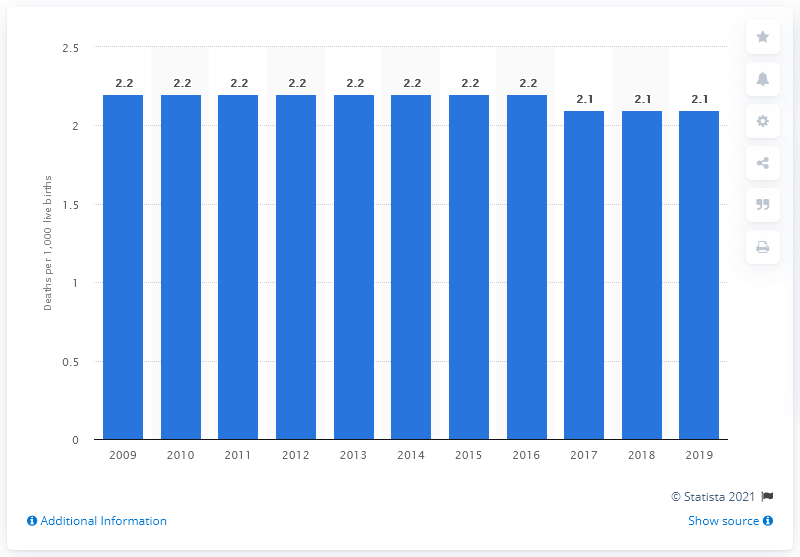 2.5
2.2 2.2 2.2 2.2 2.2 2.2 2.2 2.2 2.1 2.1 2.1
2
1.5
1
0.5
0
Deaths per 1,000 live births
2009 2010 2011 2012 2013 2014 2015 2016 2017 2018 2019
© Statista 2021
Additional Information
Show source